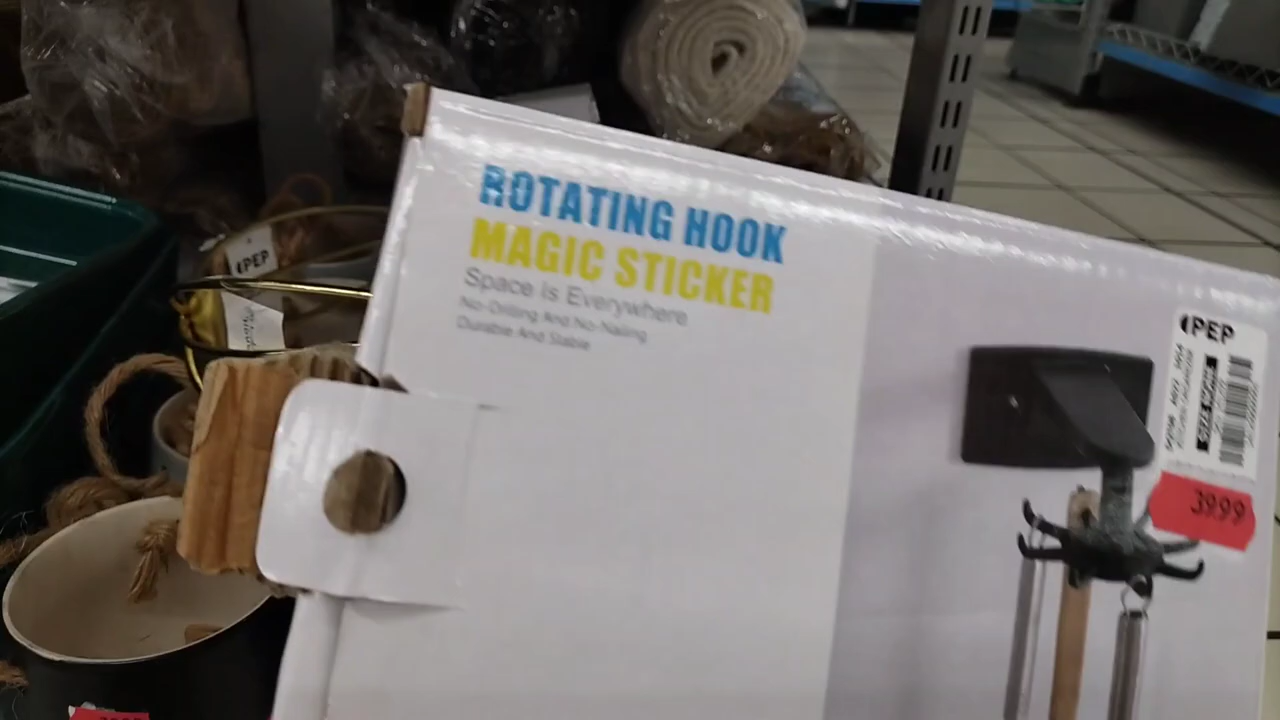 ROTATING HOOK
MAGIC STICKER
Space Is Everywhere
No-Drilling And No-Nailing
Durable And Stable
PEP
PEP
39.99